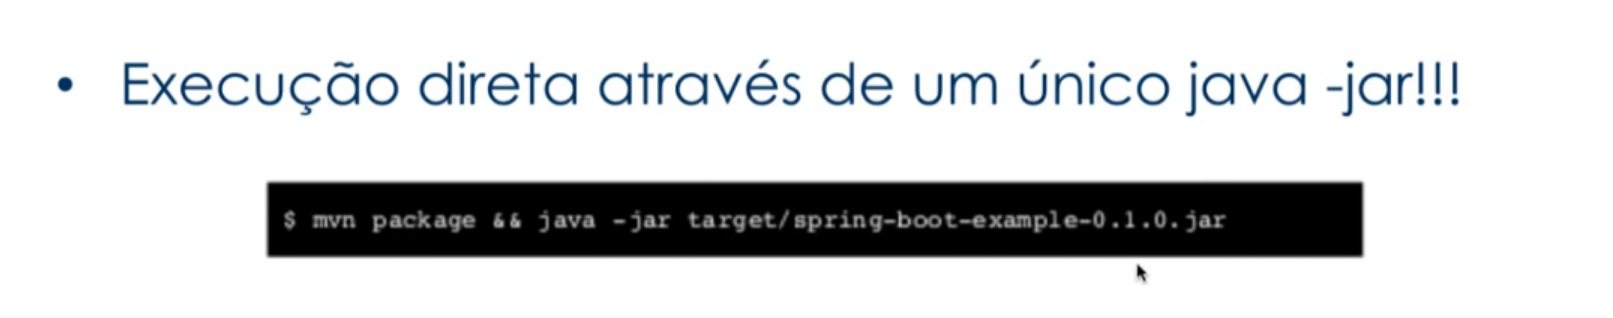 • Execução direta através de um único java -jar!!!
$ mvn package && java -jar target/spring-boot-example-0.1.0.jar